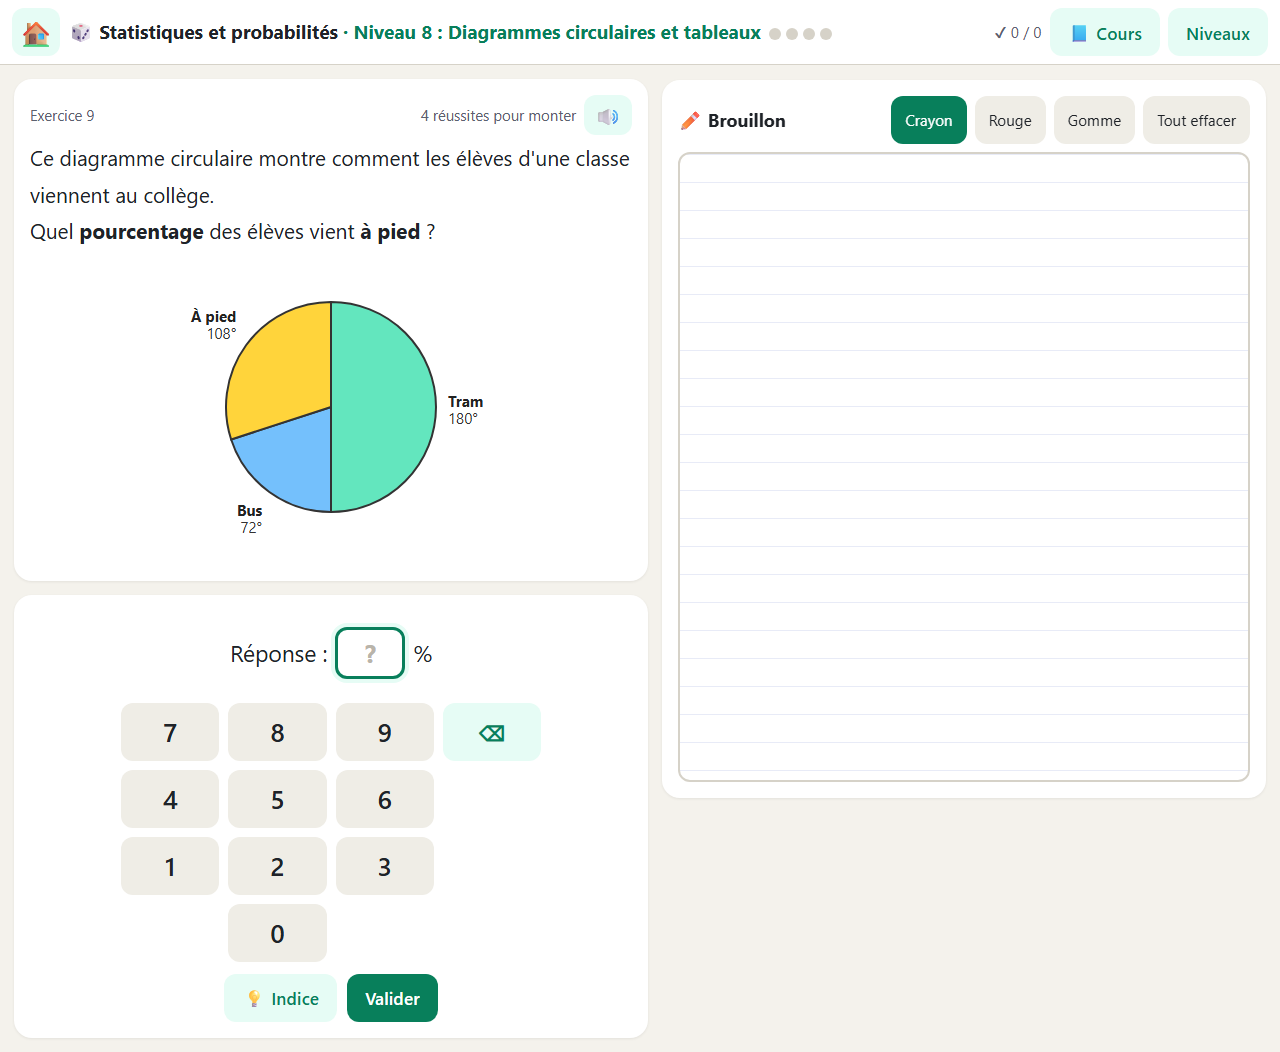 Statistiques et probabilités · Niveau 8 : Diagrammes circulaires et tableaux
✓ 0 / 0
Cours
Niveaux
Exercice 9
4 réussites pour monter
Ce diagramme circulaire montre comment les élèves d'une classe
viennent au collège.
Quel pourcentage des élèves vient à pied ?
À pied
108°
Tram
180°
Bus
72°
Réponse : ? %
7 8 9 ⌫
4 5 6
1 2 3
0
Indice
Valider
Brouillon
Crayon
Rouge
Gomme
Tout effacer